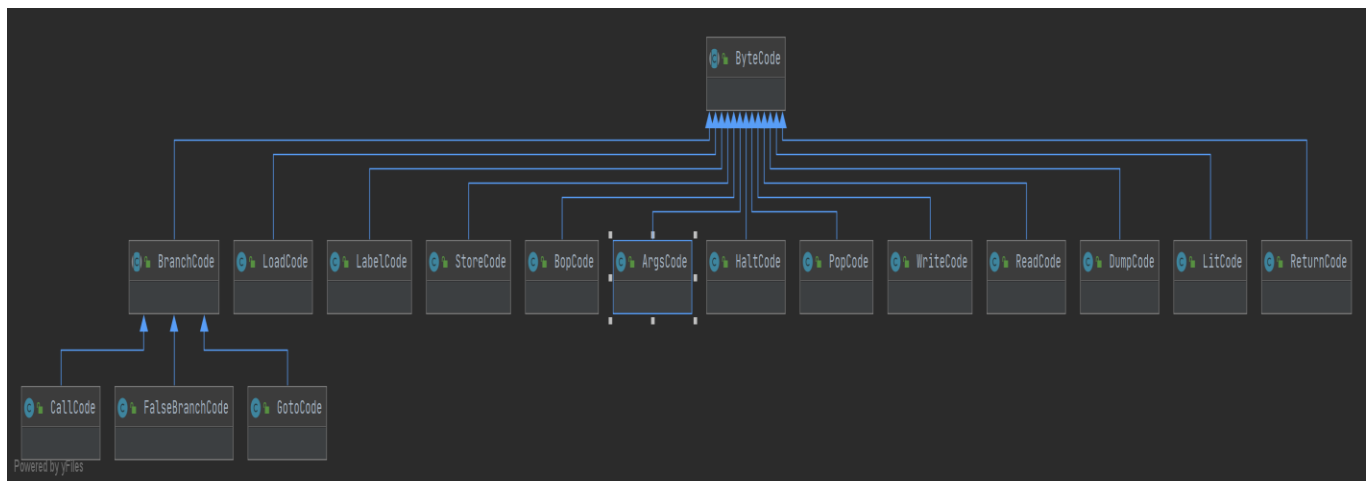 ByteCode
BranchCode LoadCode LabelCode StoreCode BopCode ArgsCode HaltCode PopCode WriteCode ReadCode DumpCode LitCode ReturnCode
CallCode FalseBranchCode GotoCode
Powered by yFiles